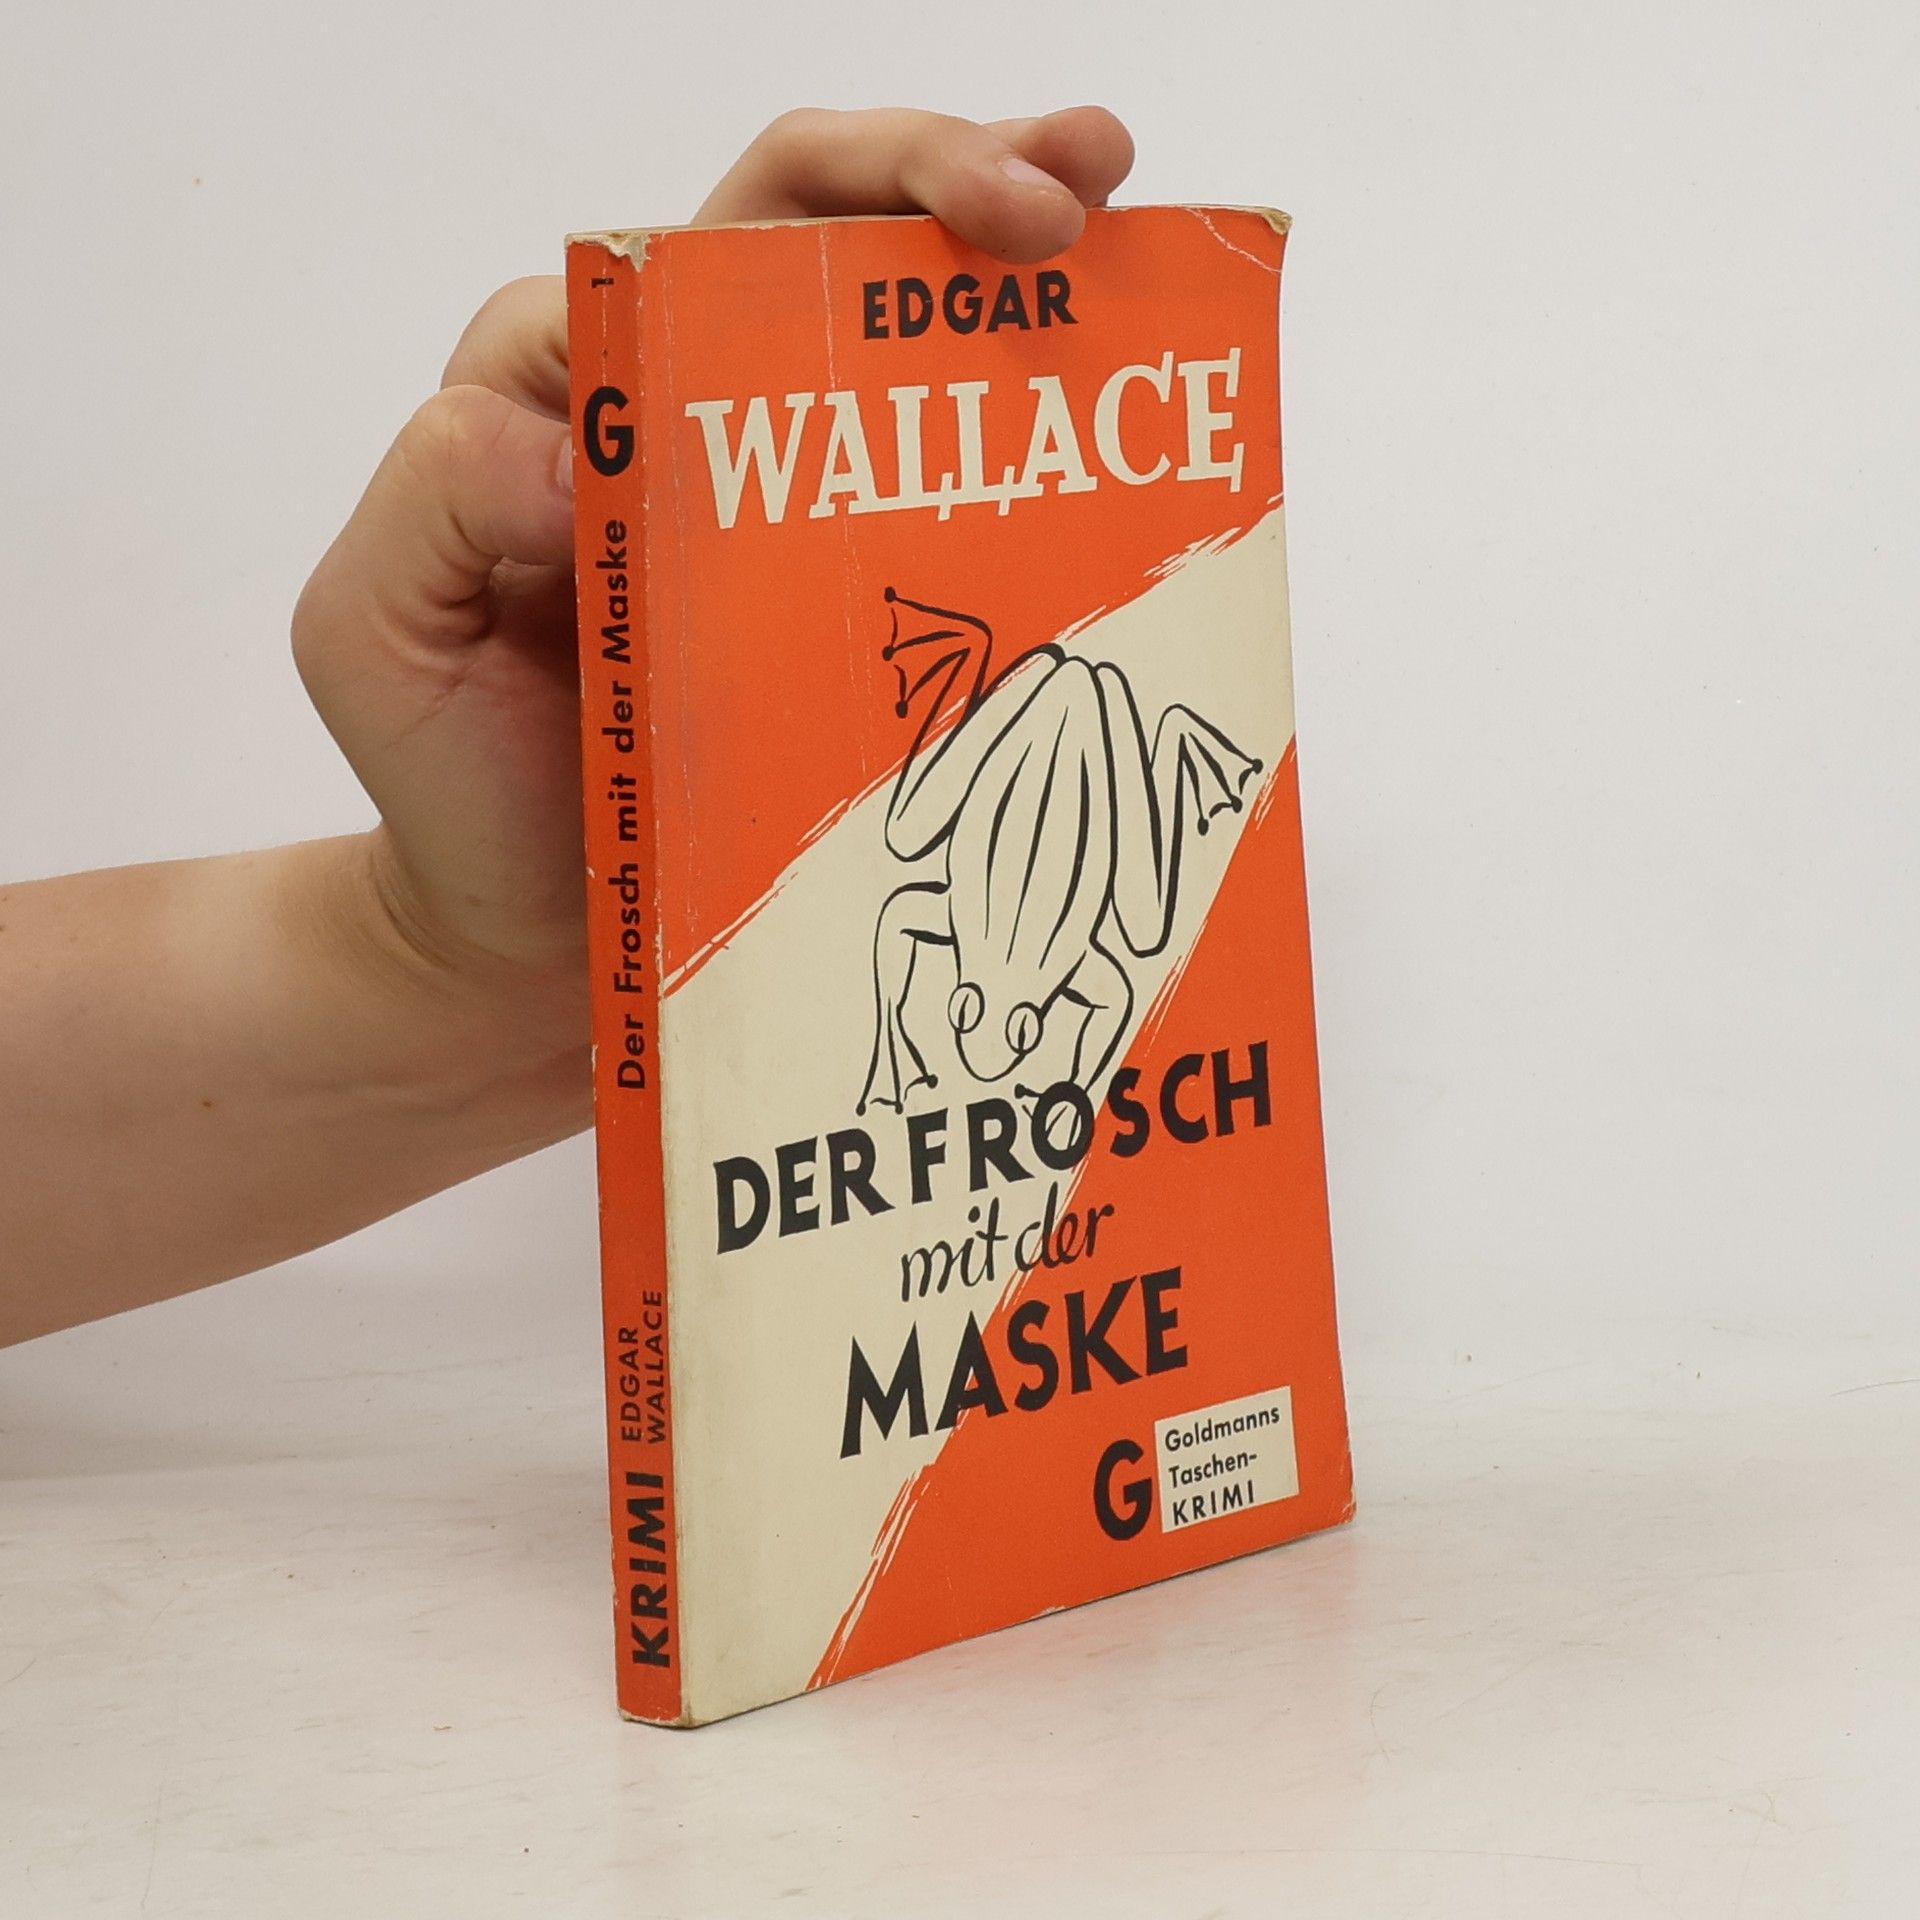 EDGAR
WALLACE
DER FROSCH
mit der
MASKE
G
Goldmanns
Taschen-
KRIMI
1
G
Der Frosch mit der Maske
EDGAR
WALLACE
KRIMI